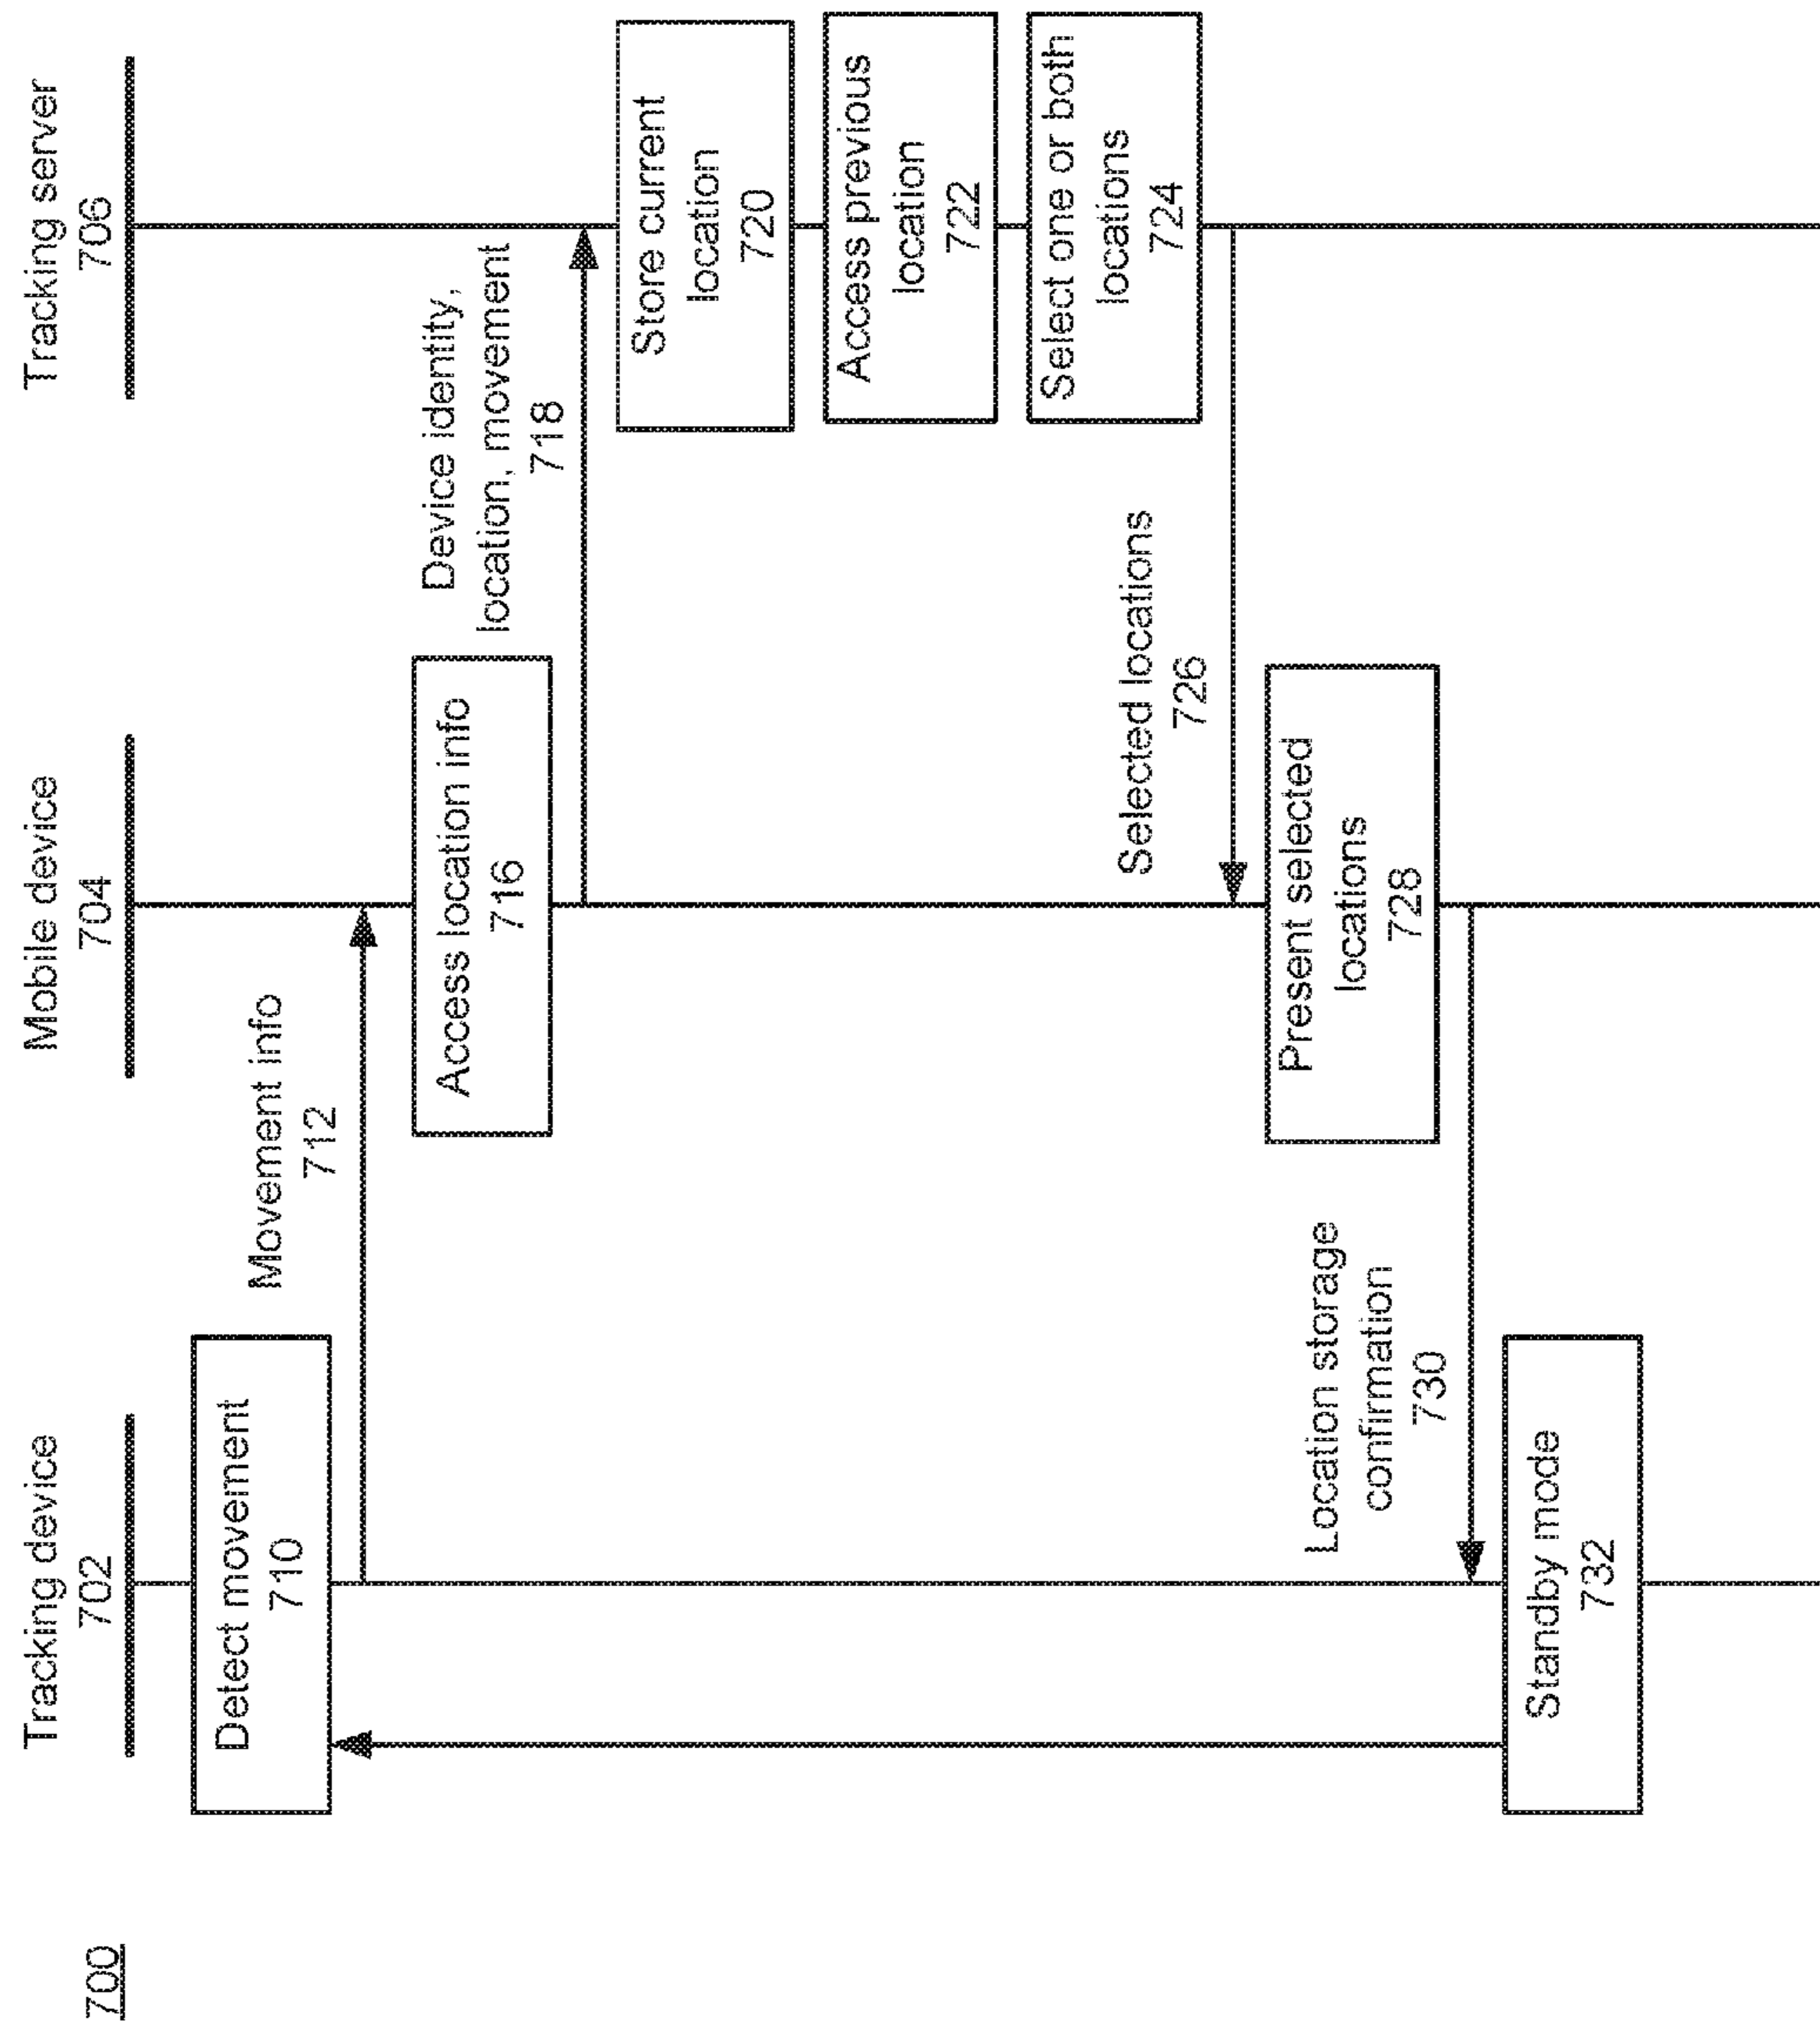 700
Tracking device
702
Mobile device
704
Tracking server
706
Detect movement
710
Movement info
712
Access location info
716
Device identity,
location, movement
718
Store current
location
720
Access previous
location
722
Select one or both
locations
724
Selected locations
726
Present selected
locations
728
Location storage
confirmation
730
Standby mode
732